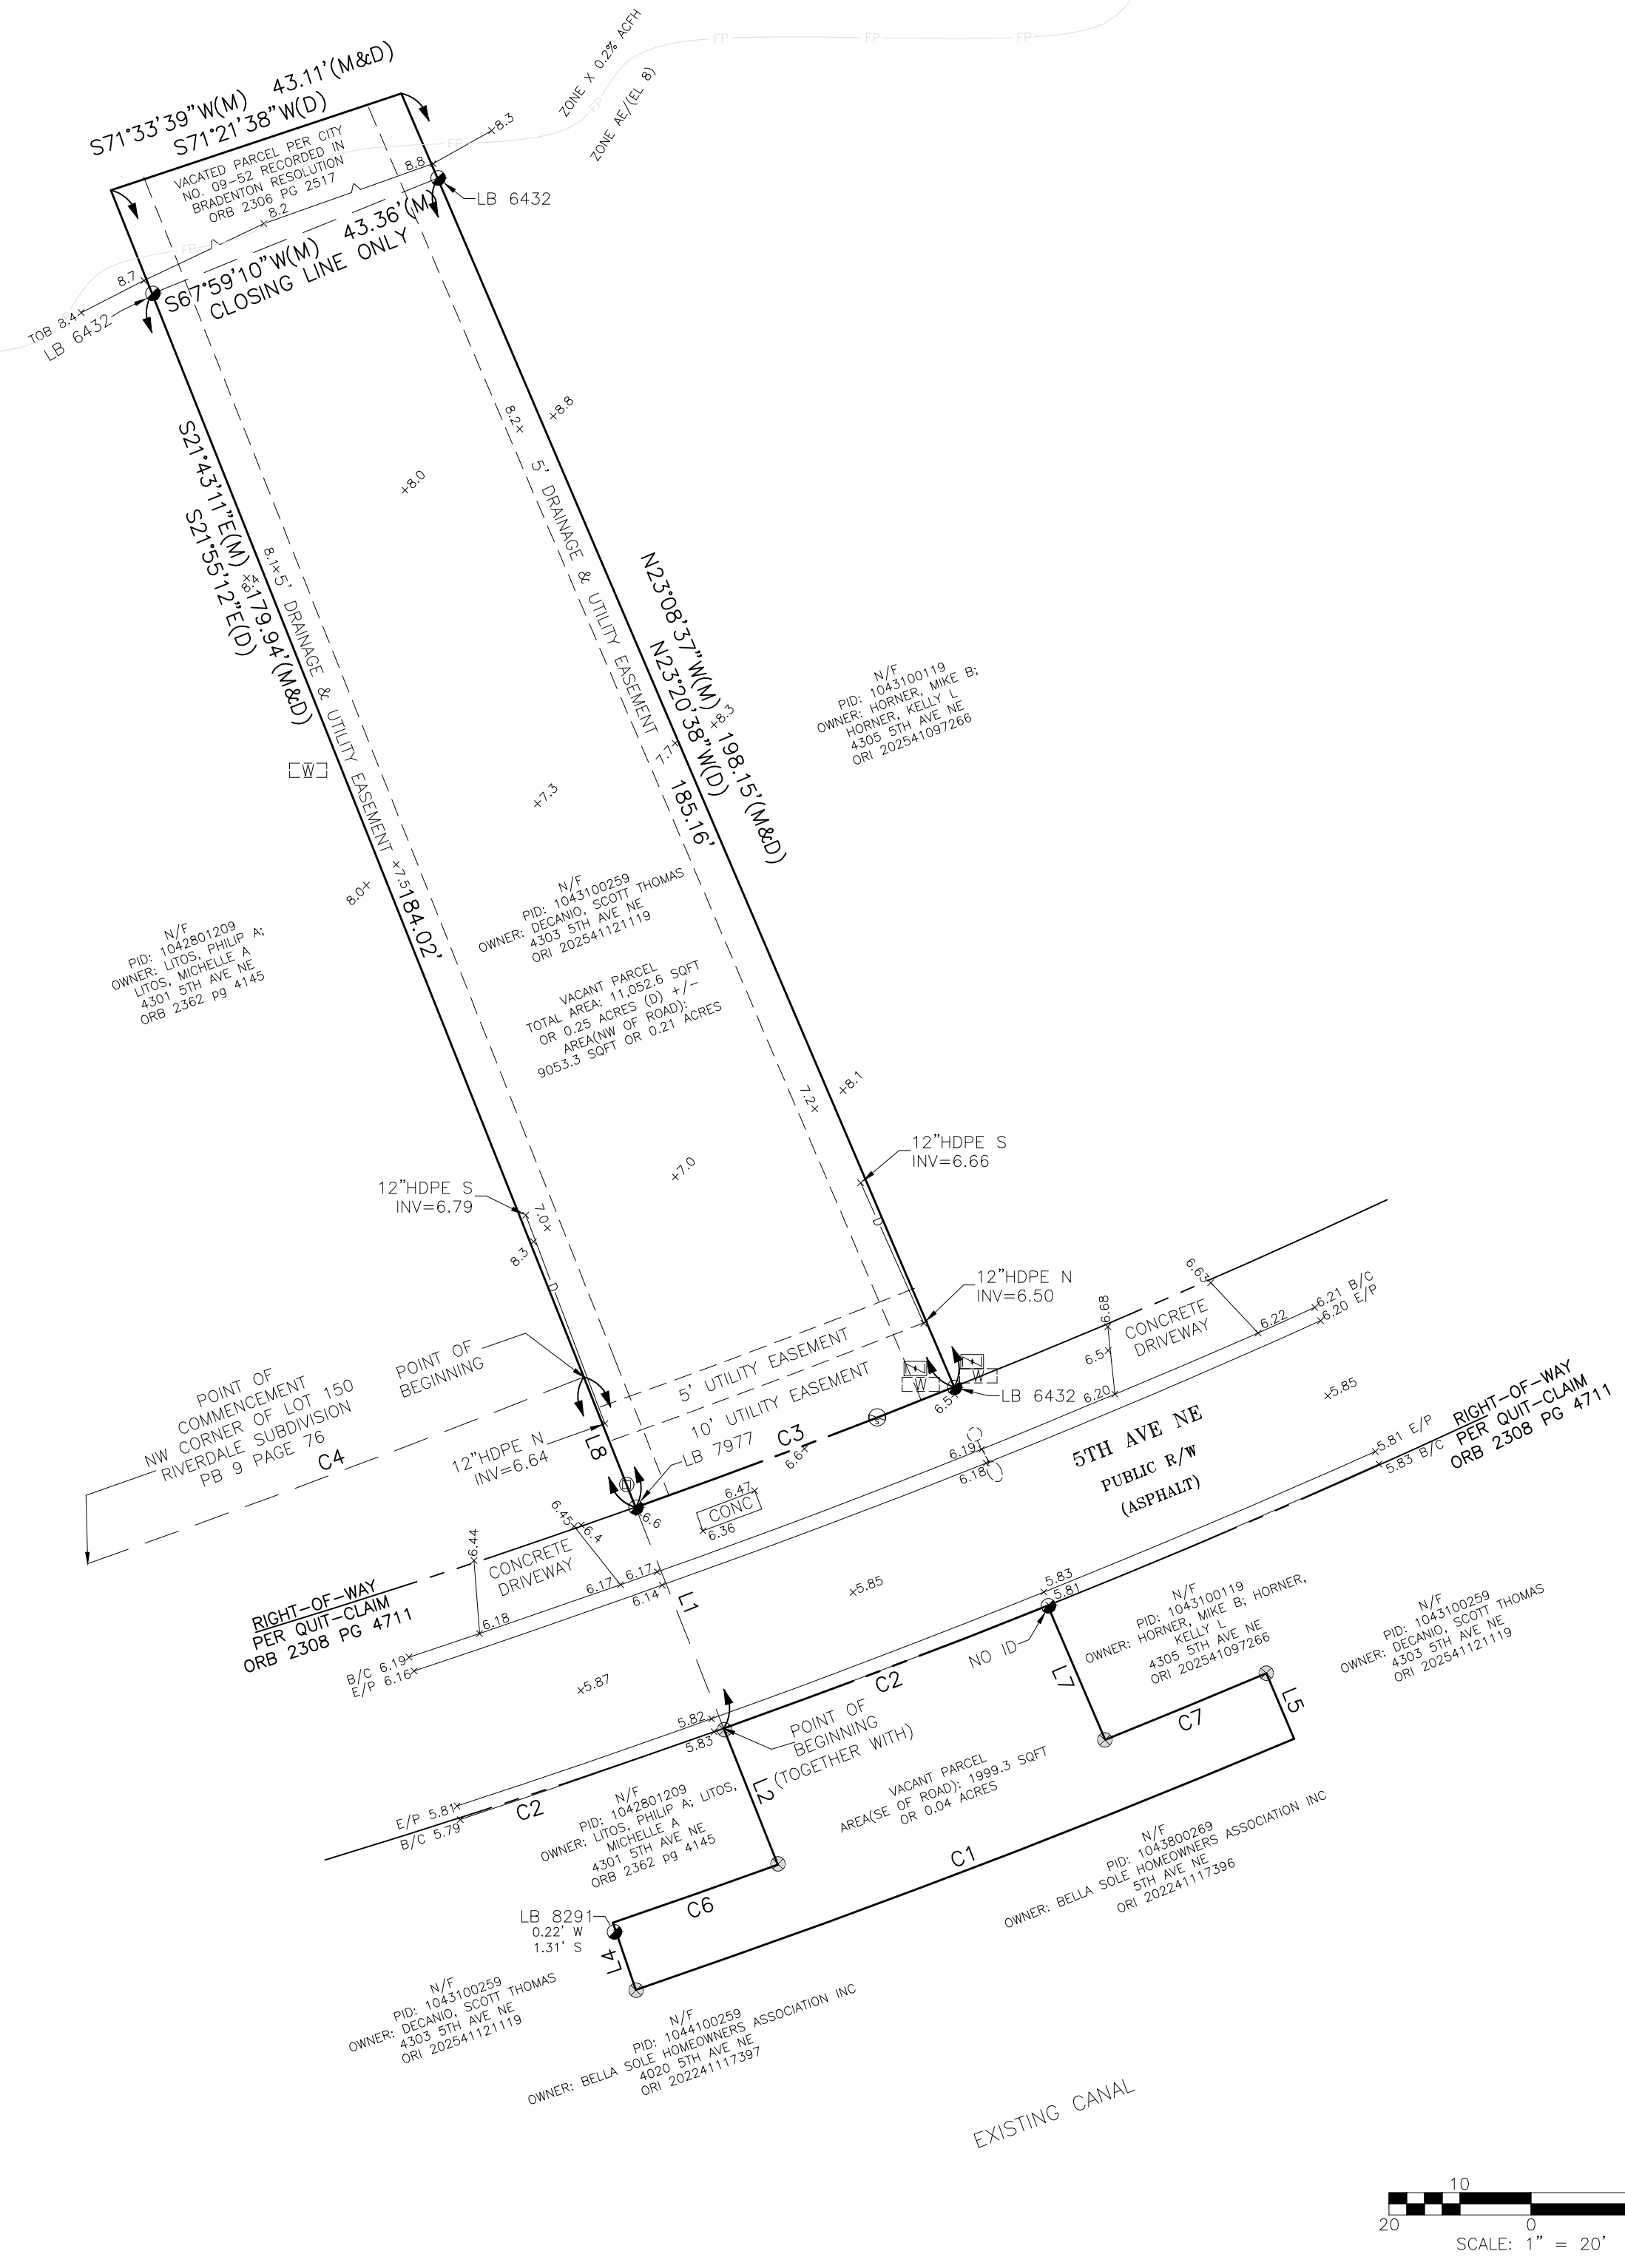 FP
FP
FP
ZONE X 0.2% ACFH
FP
ZONE AE/(EL 8)
S71°33'39"W(M) 43.11'(M&D)
S71°21'38"W(D)
VACATED PARCEL PER CITY
NO. 09-52 RECORDED IN
BRADENTON RESOLUTION
ORB 2306 PG 2517
FP
8.3
8.8
8.2
LB 6432
FP
S67°59'10"W(M) 43.36'(M)
CLOSING LINE ONLY
8.7
TOB 8.4
LB 6432
8.8
8.2
8.0
S21°43'11"E(M) 179.94'(M&D)
S21°55'12"E(D)
8.1
8.4
5' DRAINAGE & UTILITY EASEMENT
5' DRAINAGE & UTILITY EASEMENT
N23°08'37"W(M) 198.15'(M&D)
N23°20'38"W(D)
185.16'
8.3
7.7
N/F
PID: 1043100119
OWNER: HORNER, MIKE B;
HORNER, KELLY L
4305 5TH AVE NE
ORI 202541097266
W
7.3
7.5
184.02'
8.0
N/F
PID: 1043100259
OWNER: DECANIO, SCOTT THOMAS
4303 5TH AVE NE
ORI 202541121119
N/F
PID: 1042801209
OWNER: LITOS, PHILIP A;
LITOS, MICHELLE A
4301 5TH AVE NE
ORB 2362 pg 4145
VACANT PARCEL
TOTAL AREA: 11,052.6 SQFT
OR 0.25 ACRES (D) +/-
AREA(NW OF ROAD):
9053.3 SQFT OR 0.21 ACRES
8.1
7.2
12"HDPE S
INV=6.66
7.0
12"HDPE S
INV=6.79
7.0
8.3
D
D
12"HDPE N
INV=6.50
6.63
6.21 B/C
6.20 E/P
6.22
6.68
CONCRETE
DRIVEWAY
6.5
6.20
5' UTILITY EASEMENT
10' UTILITY EASEMENT
W
W
LB 6432
6.5
POINT OF
BEGINNING
POINT OF
COMMENCEMENT
NW CORNER OF LOT 150
RIVERDALE SUBDIVISION
PB 9 PAGE 76
C4
12"HDPE N
INV=6.64
L8
LB 7977
C3
S
6.6
6.19
6.18
5TH AVE NE
PUBLIC R/W
(ASPHALT)
5.85
5.81 E/P
5.83 B/C
RIGHT-OF-WAY
PER QUIT-CLAIM
ORB 2308 PG 4711
6.6
6.47
CONC
6.36
6.45
6.4
6.44
CONCRETE
DRIVEWAY
6.17
6.17
6.14
6.18
L1
RIGHT-OF-WAY
PER QUIT-CLAIM
ORB 2308 PG 4711
B/C 6.19
E/P 6.16
5.85
5.87
5.83
5.81
NO ID
N/F
PID: 1043100119
OWNER: HORNER, MIKE B; HORNER,
KELLY L
4305 5TH AVE NE
ORI 202541097266
N/F
PID: 1043100259
OWNER: DECANIO, SCOTT THOMAS
4303 5TH AVE NE
ORI 202541121119
L7
C2
C7
L5
5.82
5.83
POINT OF
BEGINNING
(TOGETHER WITH)
E/P 5.81
B/C 5.79
C2
L2
N/F
PID: 1042801209
OWNER: LITOS, PHILIP A; LITOS,
MICHELLE A
4301 5TH AVE NE
ORB 2362 pg 4145
VACANT PARCEL
AREA(SE OF ROAD): 1999.3 SQFT
OR 0.04 ACRES
C1
N/F
PID: 1043800269
OWNER: BELLA SOLE HOMEOWNERS ASSOCIATION INC
5TH AVE NE
ORI 202241117396
C6
LB 8291
0.22' W
1.31' S
L4
N/F
PID: 1043100259
OWNER: DECANIO, SCOTT THOMAS
4303 5TH AVE NE
ORI 202541121119
N/F
PID: 1044100259
OWNER: BELLA SOLE HOMEOWNERS ASSOCIATION INC
4020 5TH AVE NE
ORI 202241117397
EXISTING CANAL
10
20
0
SCALE: 1" = 20'